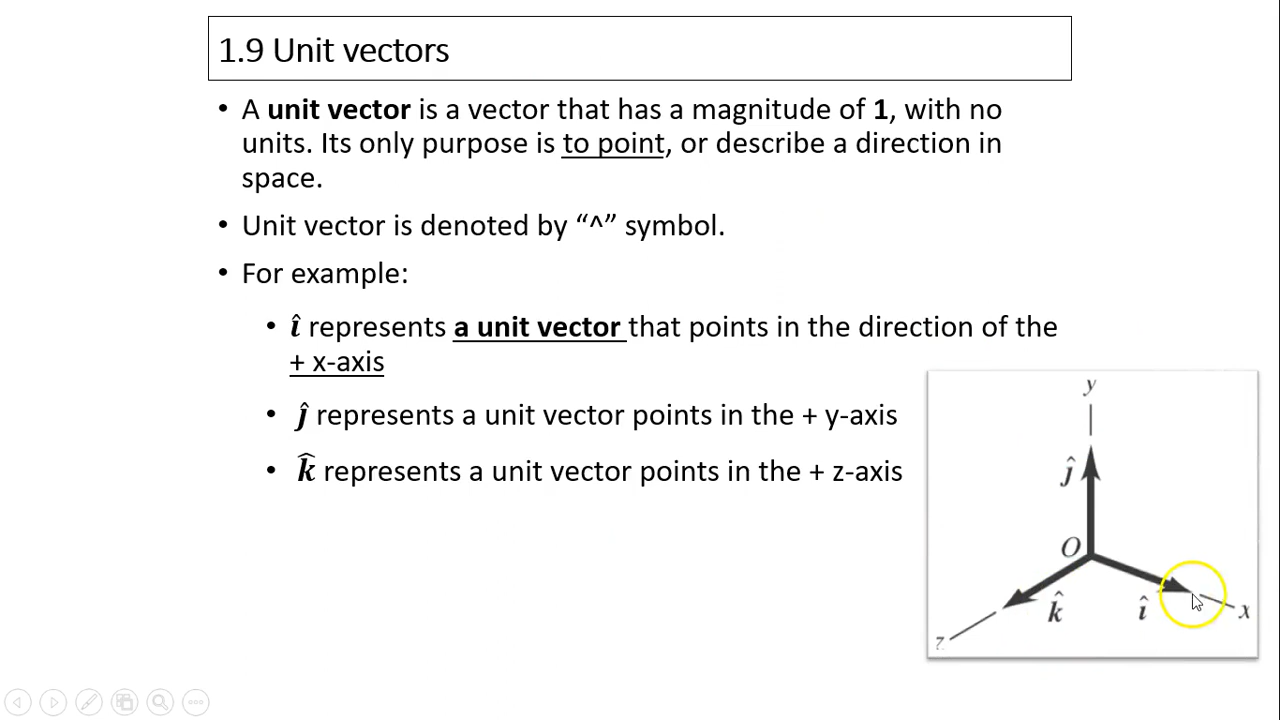 1.9 Unit vectors
• A unit vector is a vector that has a magnitude of 1, with no
units. Its only purpose is to point, or describe a direction in
space.
• Unit vector is denoted by “^” symbol.
• For example:
• î represents a unit vector that points in the direction of the
+ x-axis
• ĵ represents a unit vector points in the + y-axis
• k̂ represents a unit vector points in the + z-axis
y
ĵ
O
k̂
î
x
z